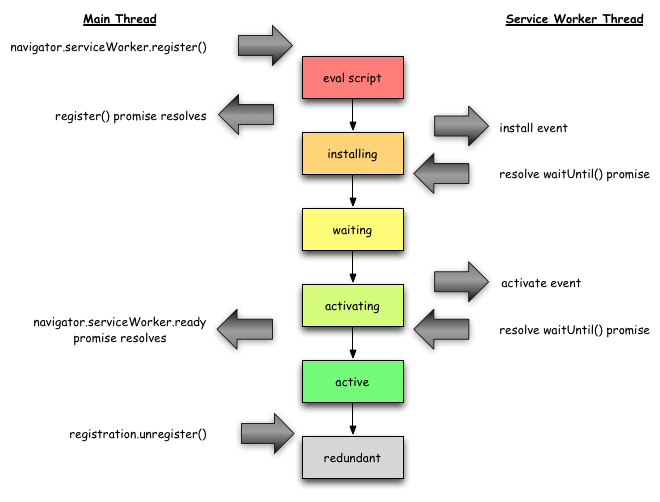 Main Thread
Service Worker Thread
navigator.serviceWorker.register()
eval script
register() promise resolves
install event
installing
resolve waitUntil() promise
waiting
activate event
activating
navigator.serviceWorker.ready
promise resolves
resolve waitUntil() promise
active
registration.unregister()
redundant